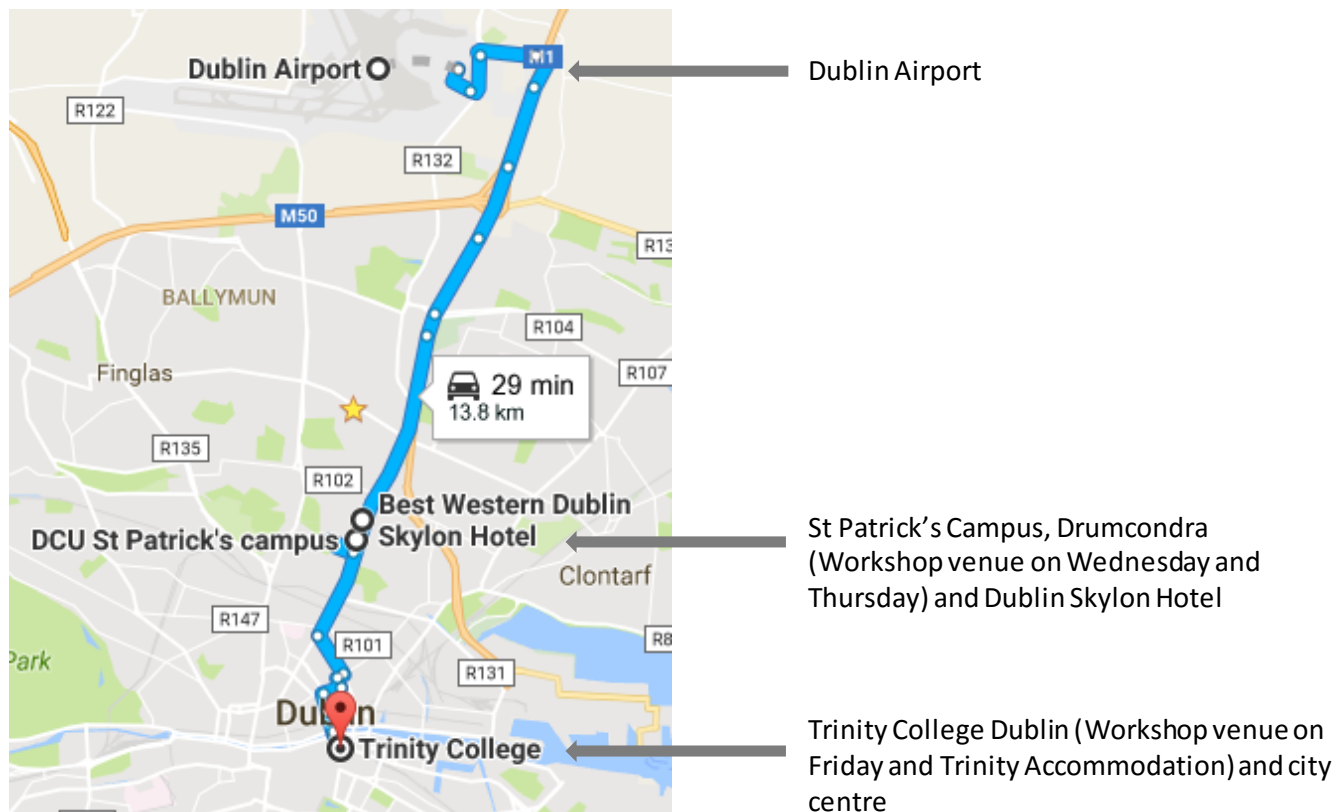 Dublin Airport
M1
Dublin Airport
R122
R132
M50
BALLYMUN
R104
Finglas
29 min
13.8 km
R107
R135
R102
Best Western Dublin
Skylon Hotel
DCU St Patrick's campus
St Patrick's Campus, Drumcondra
(Workshop venue on Wednesday and
Thursday) and Dublin Skylon Hotel
Clontarf
R147
R101
Park
R131
Dublin
Trinity College
Trinity College Dublin (Workshop venue on
Friday and Trinity Accommodation) and city
centre